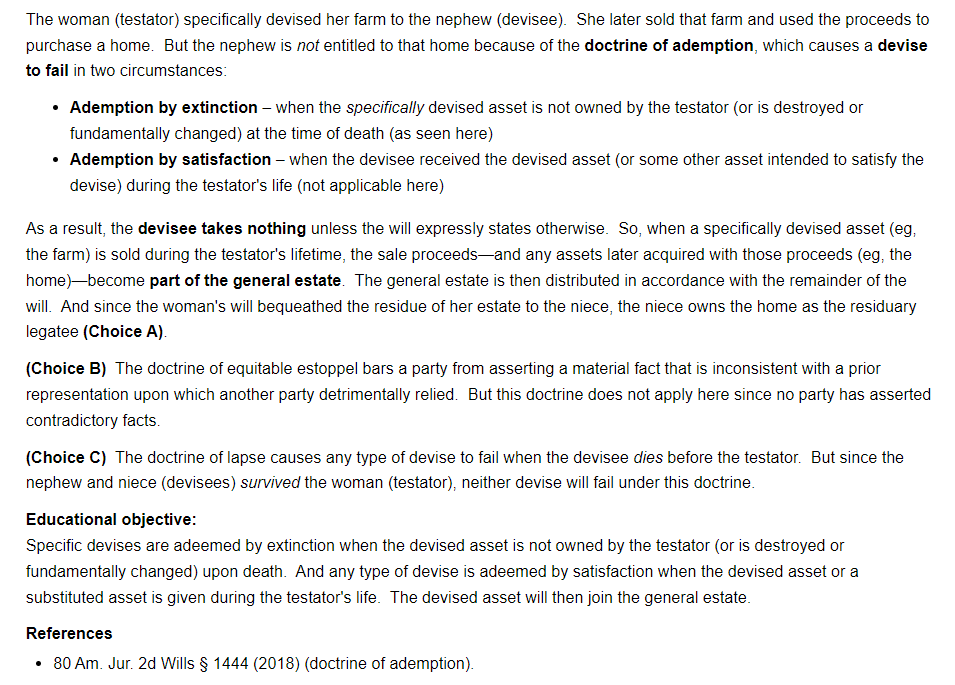 The woman (testator) specifically devised her farm to the nephew (devisee).  She later sold that farm and used the proceeds to
purchase a home.  But the nephew is not entitled to that home because of the doctrine of ademption, which causes a devise
to fail in two circumstances:
• Ademption by extinction – when the specifically devised asset is not owned by the testator (or is destroyed or
fundamentally changed) at the time of death (as seen here)
• Ademption by satisfaction – when the devisee received the devised asset (or some other asset intended to satisfy the
devise) during the testator's life (not applicable here)
As a result, the devisee takes nothing unless the will expressly states otherwise.  So, when a specifically devised asset (eg,
the farm) is sold during the testator's lifetime, the sale proceeds—and any assets later acquired with those proceeds (eg, the
home)—become part of the general estate.  The general estate is then distributed in accordance with the remainder of the
will.  And since the woman's will bequeathed the residue of her estate to the niece, the niece owns the home as the residuary
legatee (Choice A).
(Choice B)  The doctrine of equitable estoppel bars a party from asserting a material fact that is inconsistent with a prior
representation upon which another party detrimentally relied.  But this doctrine does not apply here since no party has asserted
contradictory facts.
(Choice C)  The doctrine of lapse causes any type of devise to fail when the devisee dies before the testator.  But since the
nephew and niece (devisees) survived the woman (testator), neither devise will fail under this doctrine.
Educational objective:
Specific devises are adeemed by extinction when the devised asset is not owned by the testator (or is destroyed or
fundamentally changed) upon death.  And any type of devise is adeemed by satisfaction when the devised asset or a
substituted asset is given during the testator's life.  The devised asset will then join the general estate.
References
• 80 Am. Jur. 2d Wills § 1444 (2018) (doctrine of ademption).